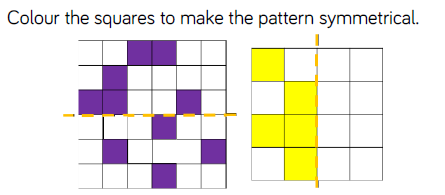 Colour the squares to make the pattern symmetrical.